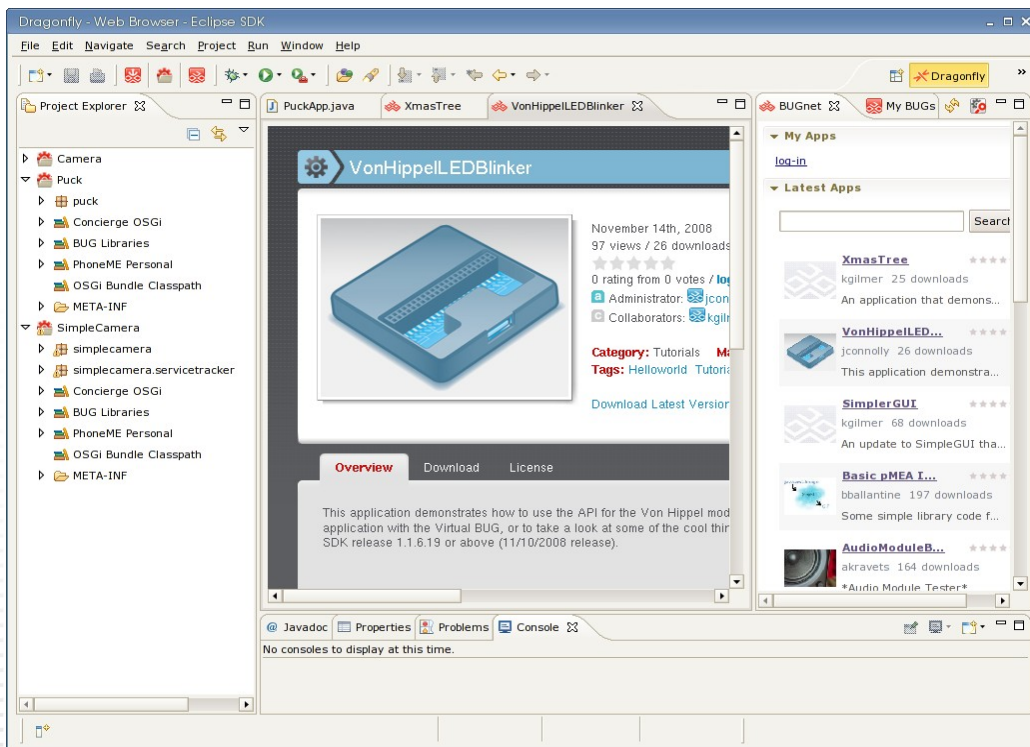 Dragonfly - Web Browser - Eclipse SDK
File Edit Navigate Search Project Run Window Help
Dragonfly
Project Explorer
PuckApp.java XmasTree VonHippelLEDBlinker
BUGnet My BUGs
Camera
Puck
puck
Concierge OSGi
BUG Libraries
PhoneME Personal
OSGi Bundle Classpath
META-INF
SimpleCamera
simplecamera
simplecamera.servicetracker
Concierge OSGi
BUG Libraries
PhoneME Personal
OSGi Bundle Classpath
META-INF
VonHippelLEDBlinker
November 14th, 2008
97 views / 26 downloads
0 rating from 0 votes /
Administrator:
Collaborators:
Category: Tutorials
Tags: Helloworld
Download Latest Version
Overview Download License
This application demonstrates how to use the API for the Von Hippel
application with the Virtual BUG, or to take a look at some of the cool
SDK release 1.1.6.19 or above (11/10/2008 release).
My Apps
log-in
Latest Apps
Search
XmasTree
kgilmer 25 downloads
An application that demons...
VonHippelLED...
jconnolly 26 downloads
This application demonstra...
SimplerGUI
kgilmer 68 downloads
An update to SimpleGUI tha...
Basic pMEA I...
bballantine 197 downloads
Some simple library code f...
AudioModuleB...
akravets 164 downloads
*Audio Module Tester*
@ Javadoc Properties Problems Console
No consoles to display at this time.